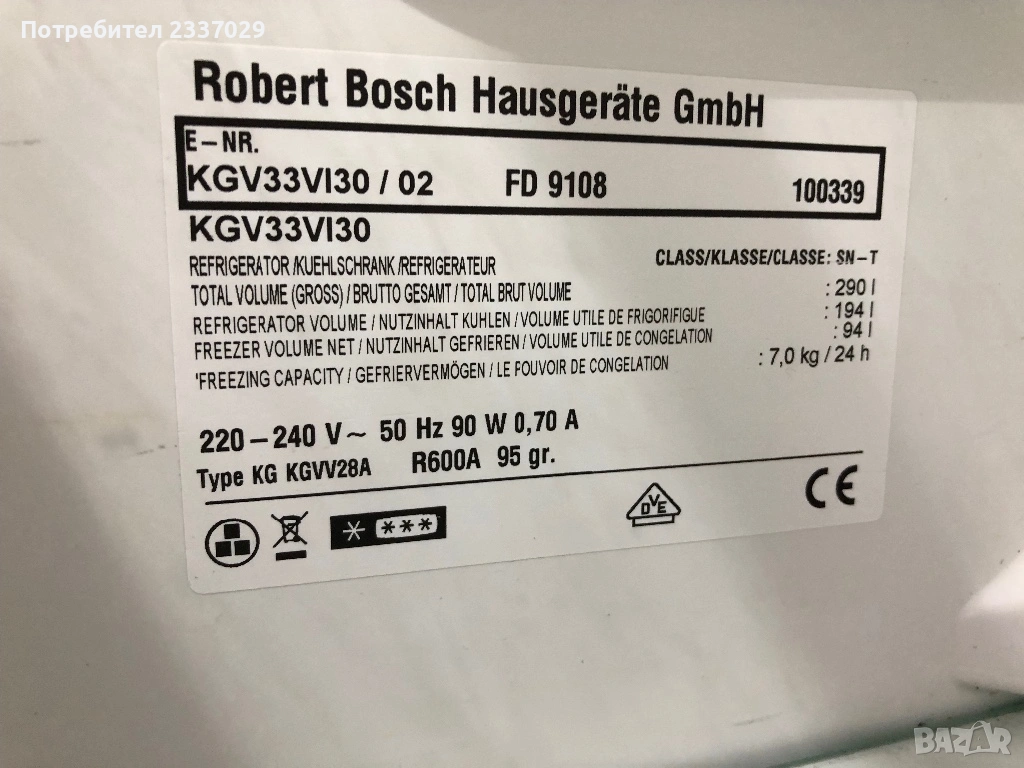 Потребител 2337029
Robert Bosch Hausgeräte GmbH
E-NR.
KGV33VI30 / 02 FD 9108 100339
KGV33VI30
REFRIGERATOR/KUEHLSCHRANK/REFRIGERATEUR CLASS/KLASSE/CLASSE: SN-T
TOTAL VOLUME (GROSS) / BRUTTO GESAMT / TOTAL BRUT VOLUME : 290 l
REFRIGERATOR VOLUME / NUTZINHALT KUHLEN / VOLUME UTILE DE FRIGORIFIGUE : 194 l
FREEZER VOLUME NET / NUTZINHALT GEFRIEREN / VOLUME UTILE DE CONGELATION : 94 l
'FREEZING CAPACITY / GEFRIERVERMÖGEN / LE POUVOIR DE CONGELATION : 7,0 kg / 24 h
220-240 V~ 50 Hz 90 W 0,70 A
Type KG KGVV28A R600A 95 gr.
OVE
CE
BAZAR